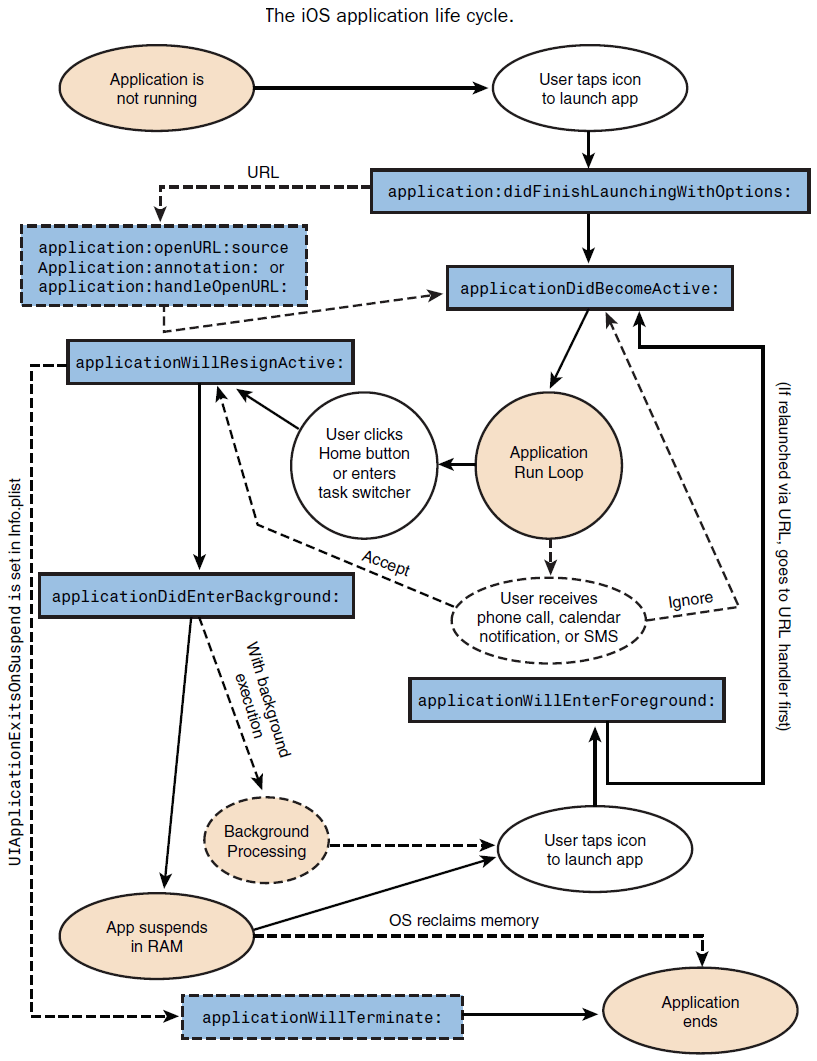 The iOS application life cycle.
Application is
not running
User taps icon
to launch app
URL
application:didFinishLaunchingWithOptions:
application:openURL:source
Application:annotation: or
application:handleOpenURL:
applicationDidBecomeActive:
applicationWillResignActive:
User clicks
Home button
or enters
task switcher
Application
Run Loop
(If relaunched via URL, goes to URL handler first)
UIApplicationExitsOnSuspend is set in Info.plist
Accept
applicationDidEnterBackground:
User receives
phone call, calendar
notification, or SMS
Ignore
With background
execution
applicationWillEnterForeground:
Background
Processing
User taps icon
to launch app
App suspends
in RAM
OS reclaims memory
applicationWillTerminate:
Application
ends